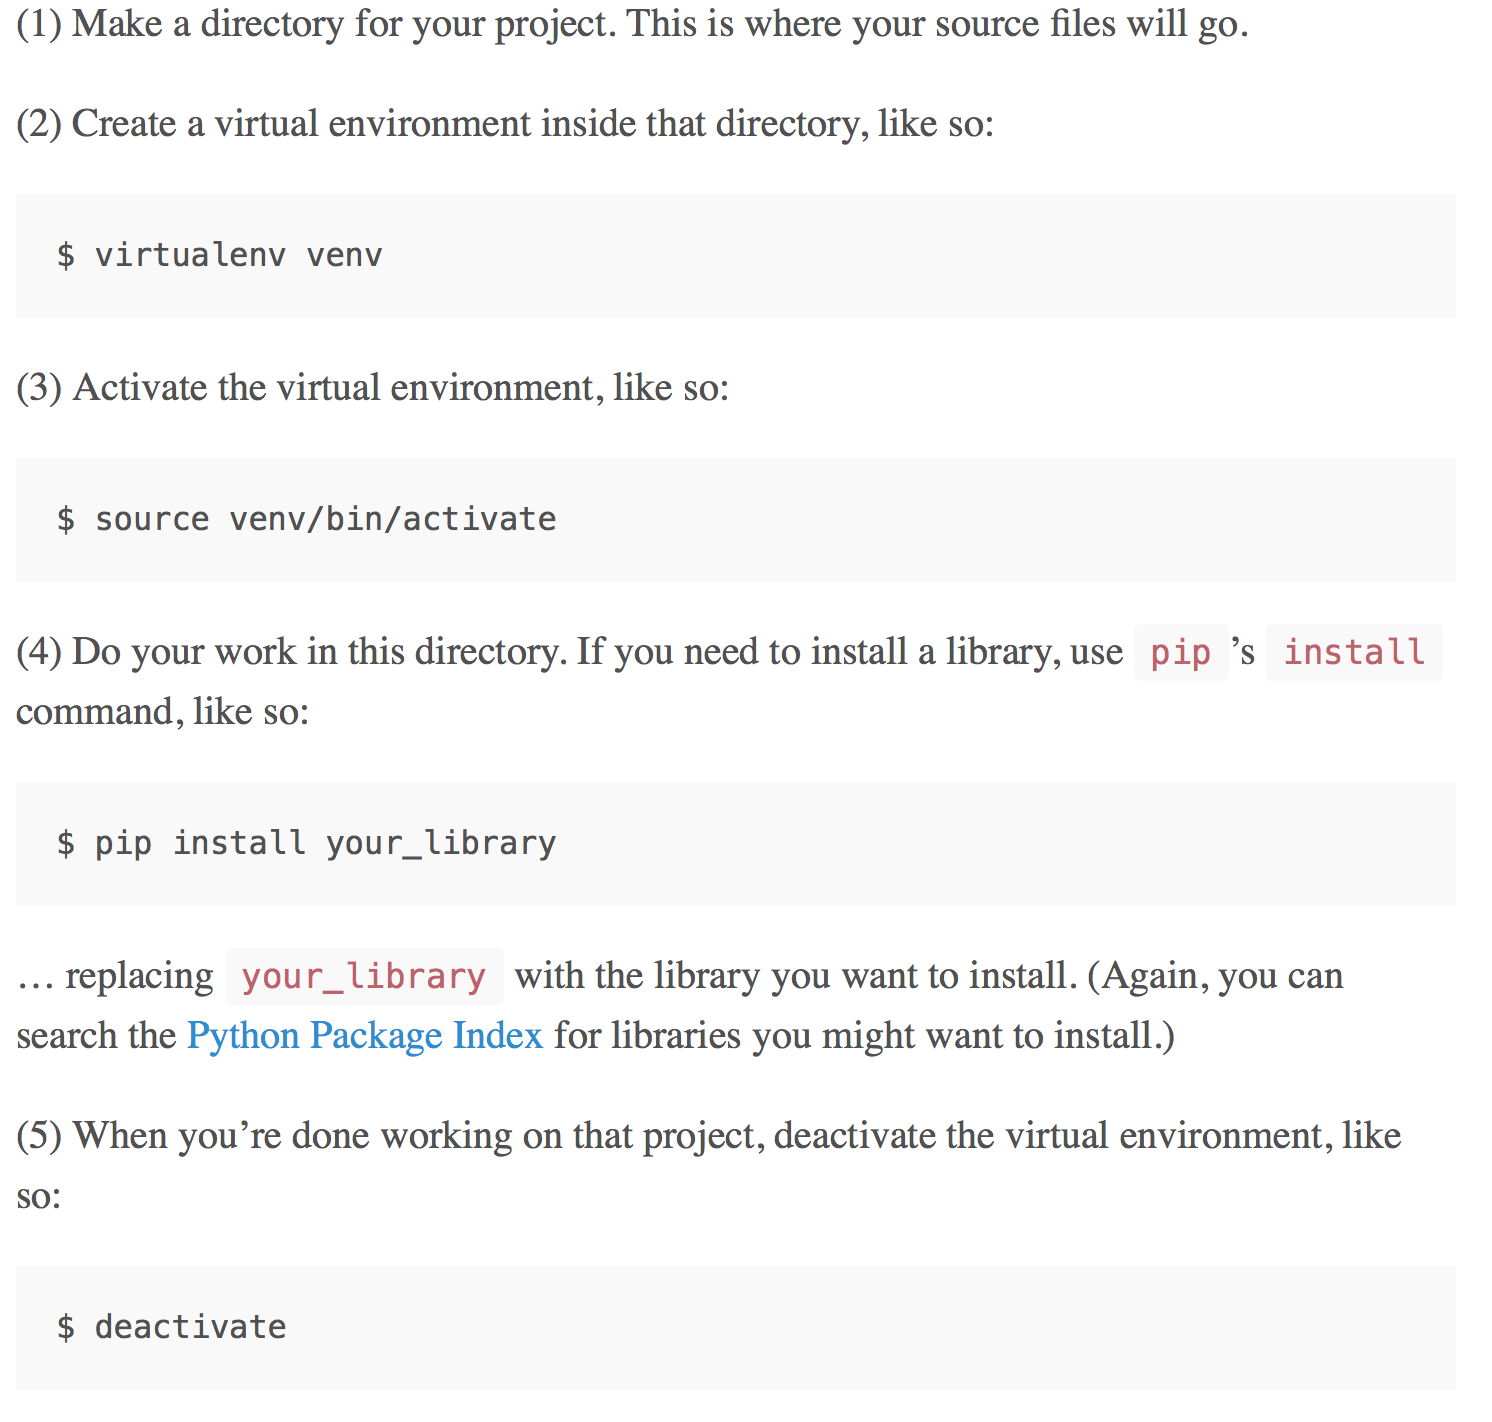 (1) Make a directory for your project. This is where your source files will go.
(2) Create a virtual environment inside that directory, like so:
$ virtualenv venv
(3) Activate the virtual environment, like so:
$ source venv/bin/activate
(4) Do your work in this directory. If you need to install a library, use pip ’s install
command, like so:
$ pip install your_library
… replacing your_library with the library you want to install. (Again, you can
search the Python Package Index for libraries you might want to install.)
(5) When you’re done working on that project, deactivate the virtual environment, like
so:
$ deactivate